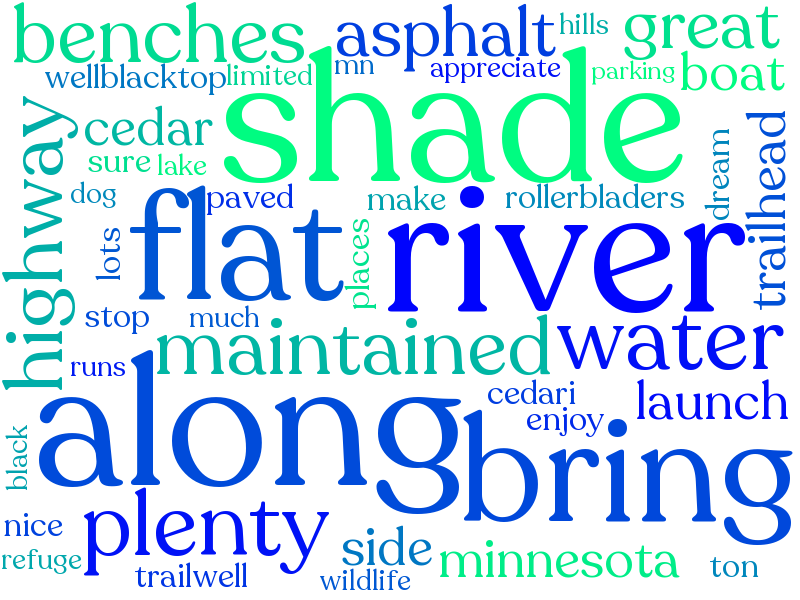 benches
asphalt
hills
great
wellblacktop
limited
mn
appreciate
parking
boat
shade
highway
cedar
sure
lake
dog
paved
make
rollerbladers
dream
trailhead
lots
flat
places
river
stop
much
runs
maintained
water
along
cedari
enjoy
launch
bring
black
plenty
nice
refuge
trailwell
side
wildlife
minnesota
ton